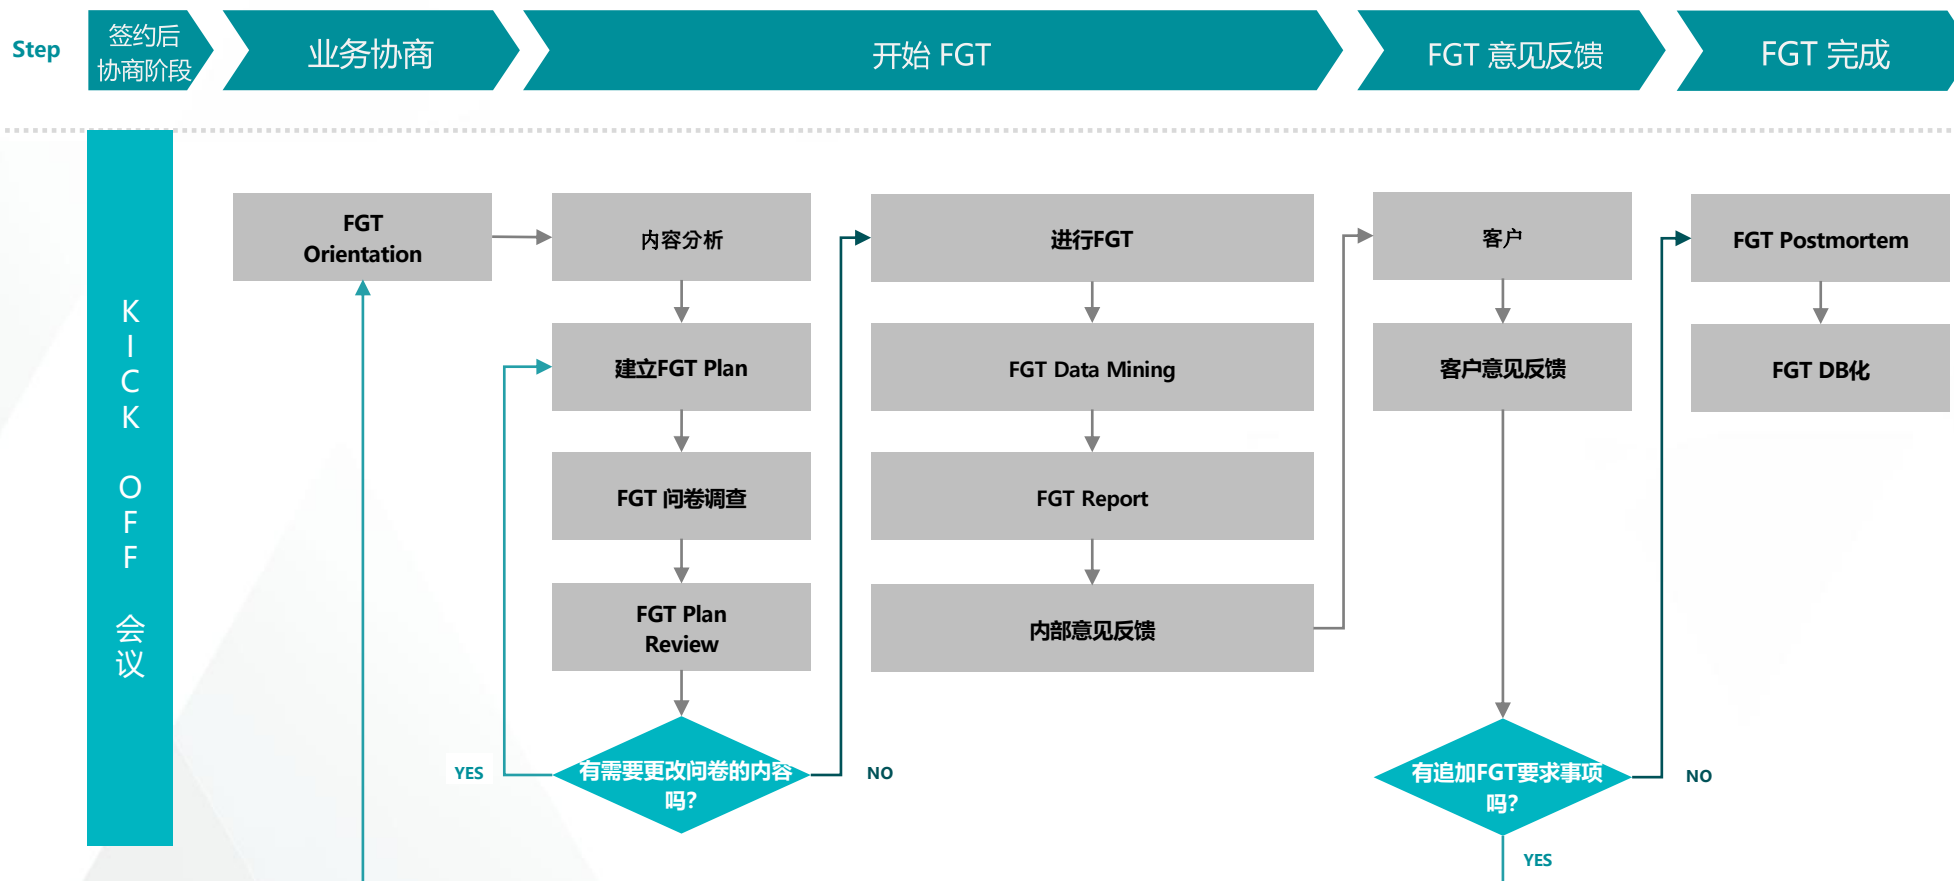 Step
签约后
协商阶段
业务协商
开始 FGT
FGT 意见反馈
FGT 完成
KICK OFF 会议
FGT
Orientation
内容分析
建立FGT Plan
FGT 问卷调查
FGT Plan
Review
有需要更改问卷的内容
吗?
YES
NO
进行FGT
FGT Data Mining
FGT Report
内部意见反馈
客户
客户意见反馈
有追加FGT要求事项
吗?
NO
YES
FGT Postmortem
FGT DB化